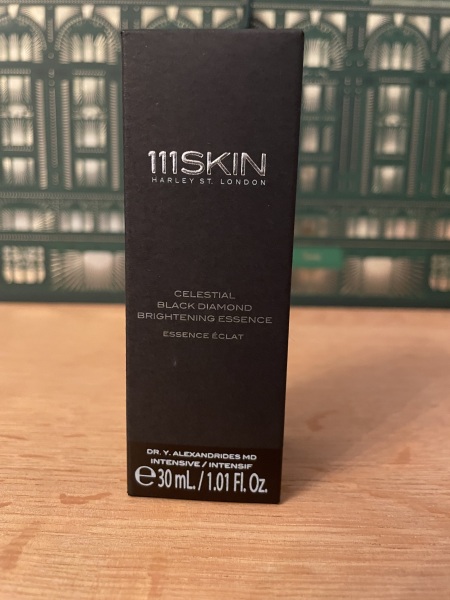 111SKIN
HARLEY ST. LONDON
CELESTIAL
BLACK DIAMOND
BRIGHTENING ESSENCE
ESSENCE ÉCLAT
DR. Y. ALEXANDRIDES MD
INTENSIVE / INTENSIF
℮30 mL. / 1.01 Fl. Oz.